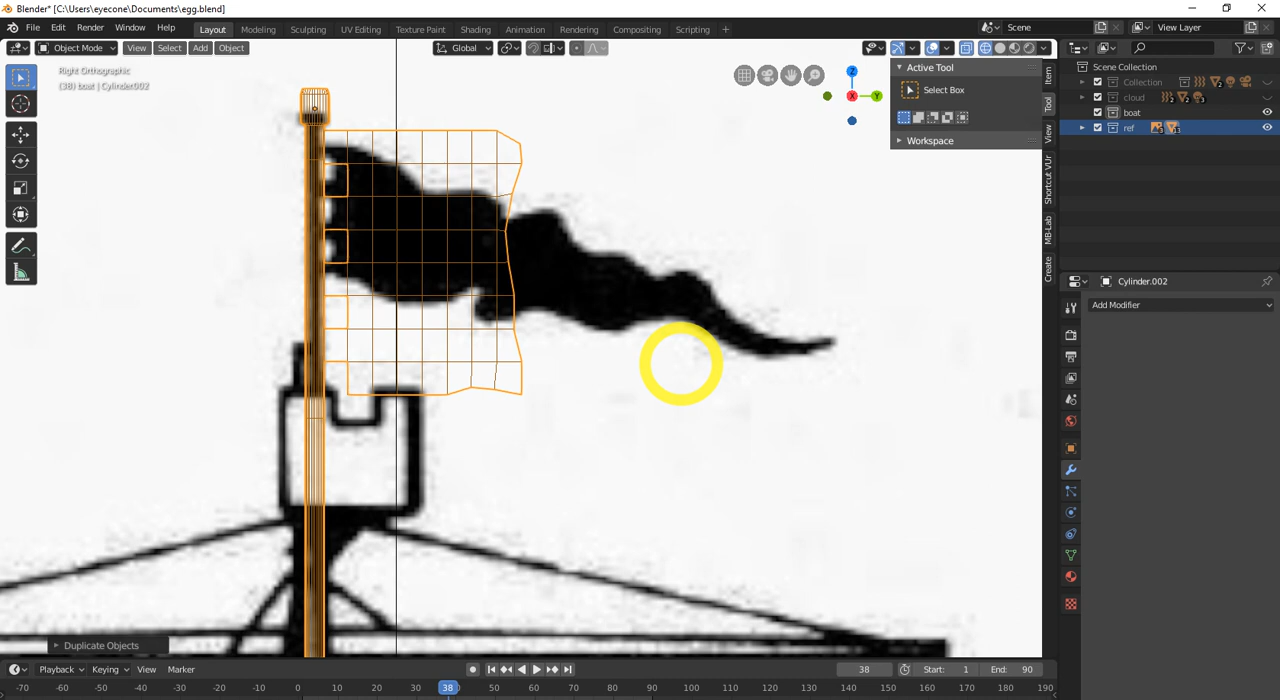 Blender* [C:\Users\eyecone\Documents\egg.blend]
File Edit Render Window Help Layout Modeling Sculpting UV Editing Texture Paint Shading Animation Rendering Compositing Scripting + Scene View Layer
Object Mode View Select Add Object Global
Right Orthographic
(38) boat | Cylinder.002
Z
X
Y
Active Tool
Select Box
Workspace
Item
Tool
View
Shortcut VUr
MB-Lab
Create
Scene Collection
Collection 2
cloud 2 2 3
boat
ref
Cylinder.002
Add Modifier
Duplicate Objects
Playback Keying View Marker 38 Start: 1 End: 90
-70 -60 -50 -40 -30 -20 -10 0 10 20 30 38 50 60 70 80 90 100 110 120 130 140 150 160 170 180 190